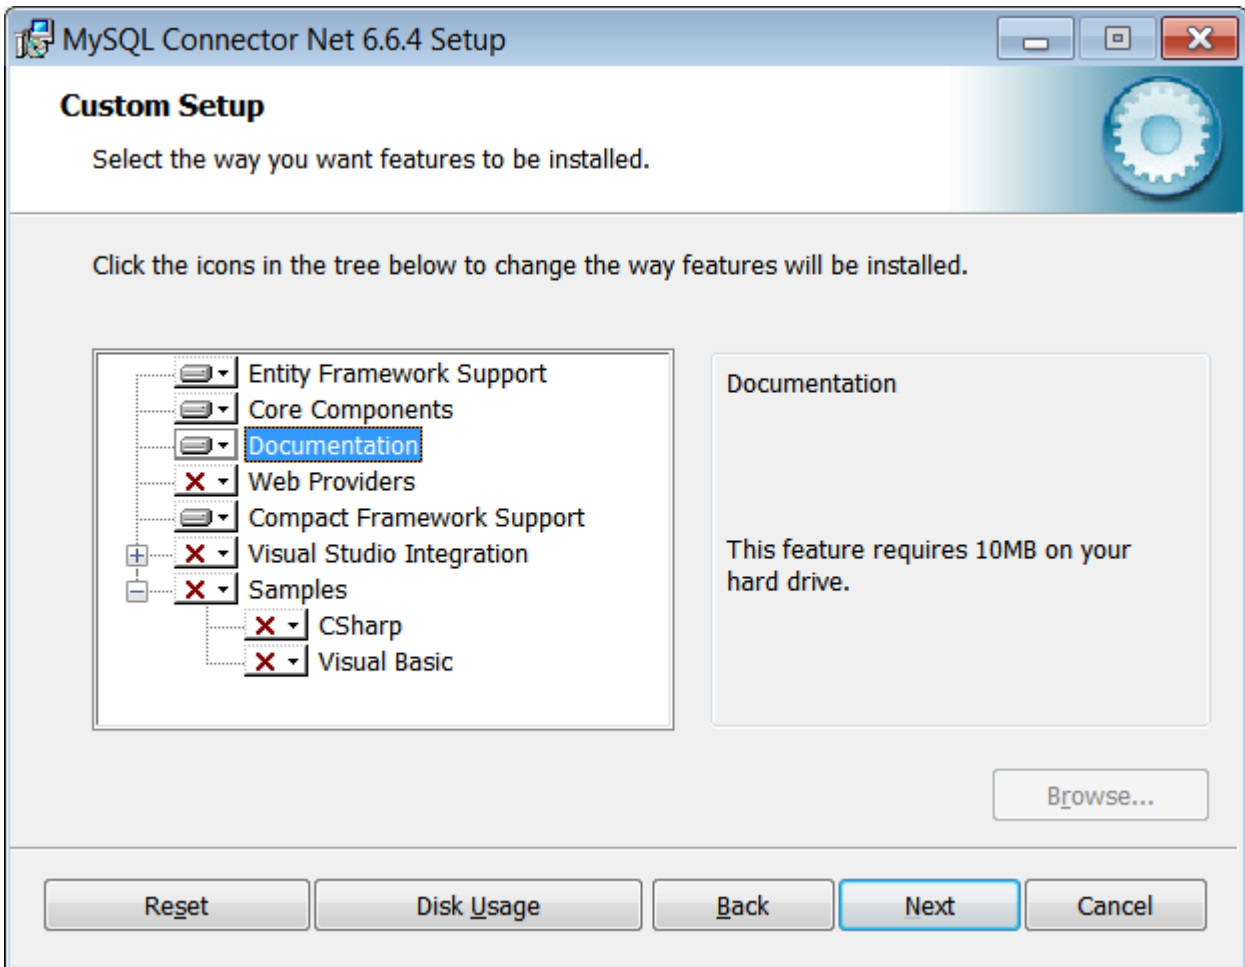 MySQL Connector Net 6.6.4 Setup
Custom Setup
Select the way you want features to be installed.
Click the icons in the tree below to change the way features will be installed.
Entity Framework Support
Core Components
Documentation
Web Providers
Compact Framework Support
Visual Studio Integration
Samples
CSharp
Visual Basic
Documentation
This feature requires 10MB on your
hard drive.
Browse...
Reset
Disk Usage
Back
Next
Cancel